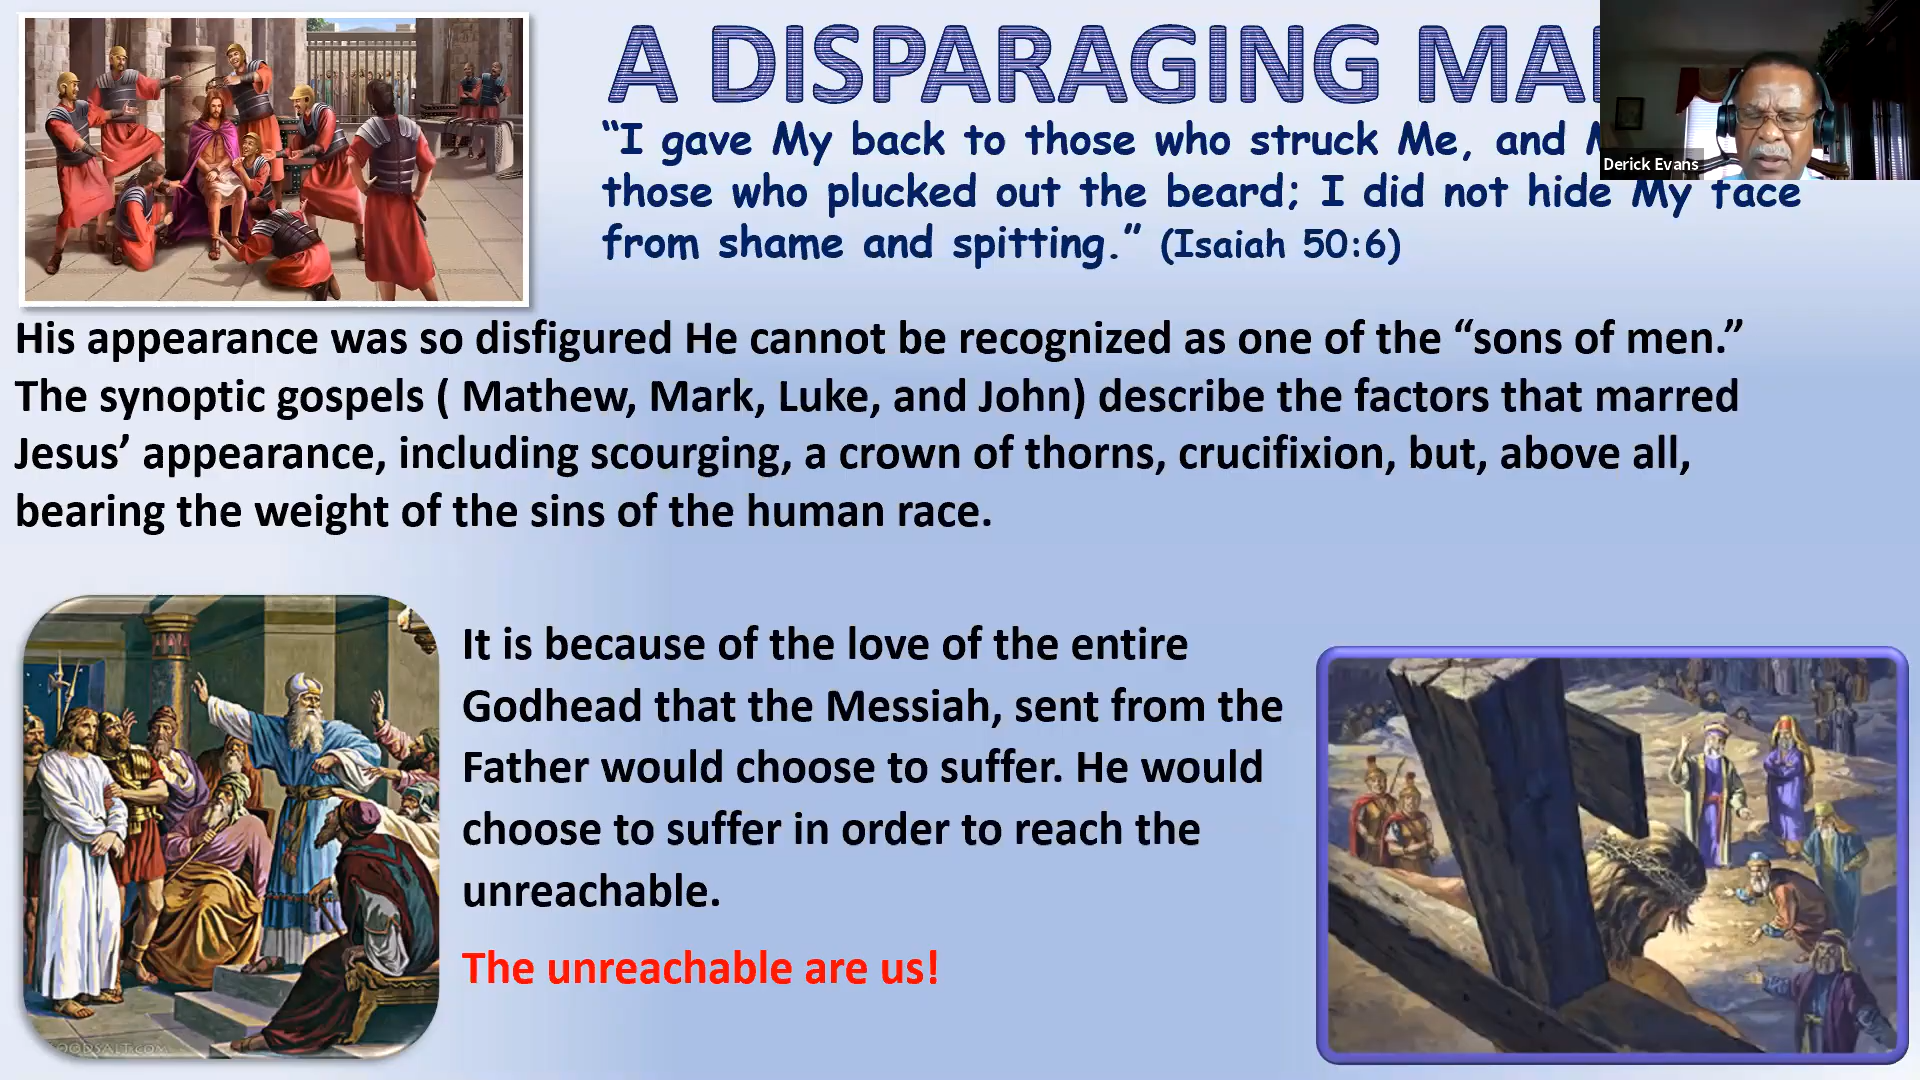 A DISPARAGING
“I gave My back to those who struck Me, and
Derick Evans
those who plucked out the beard; I did not hide My face
from shame and spitting.” (Isaiah 50:6)
His appearance was so disfigured He cannot be recognized as one of the “sons of men.”
The synoptic gospels ( Mathew, Mark, Luke, and John) describe the factors that marred
Jesus’ appearance, including scourging, a crown of thorns, crucifixion, but, above all,
bearing the weight of the sins of the human race.
It is because of the love of the entire
Godhead that the Messiah, sent from the
Father would choose to suffer. He would
choose to suffer in order to reach the
unreachable.
The unreachable are us!